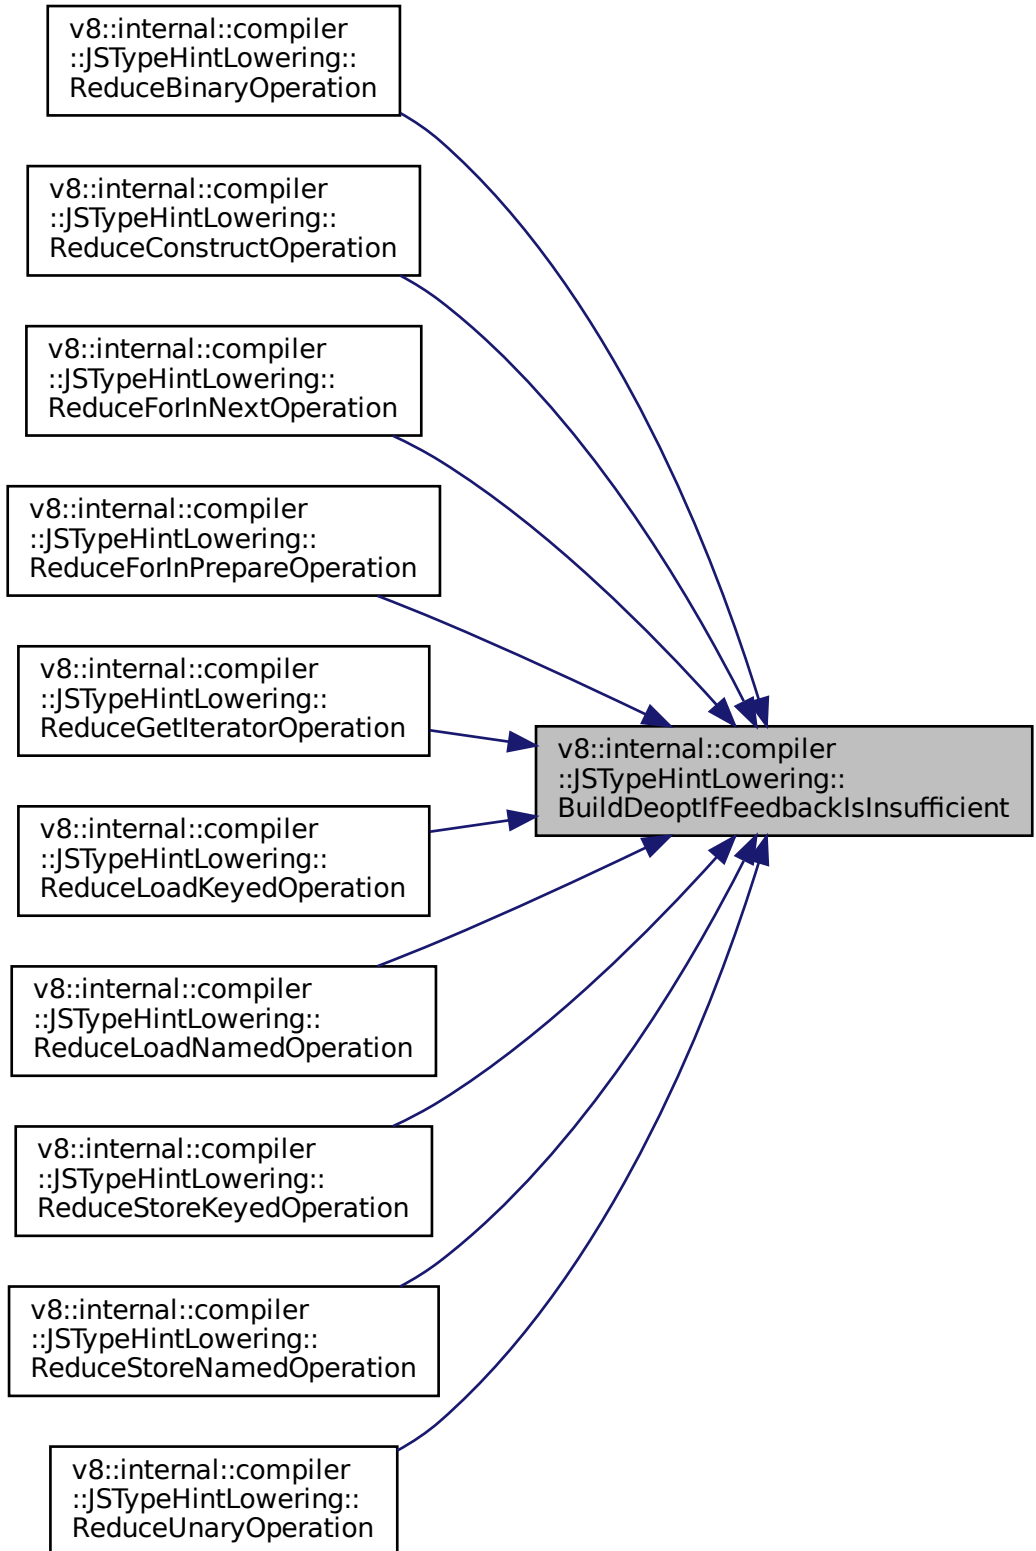 v8::internal::compiler
::JSTypeHintLowering::
ReduceBinaryOperation
v8::internal::compiler
::JSTypeHintLowering::
ReduceConstructOperation
v8::internal::compiler
::JSTypeHintLowering::
ReduceForInNextOperation
v8::internal::compiler
::JSTypeHintLowering::
ReduceForInPrepareOperation
v8::internal::compiler
::JSTypeHintLowering::
ReduceGetIteratorOperation
v8::internal::compiler
::JSTypeHintLowering::
BuildDeoptIfFeedbackIsInsufficient
v8::internal::compiler
::JSTypeHintLowering::
ReduceLoadKeyedOperation
v8::internal::compiler
::JSTypeHintLowering::
ReduceLoadNamedOperation
v8::internal::compiler
::JSTypeHintLowering::
ReduceStoreKeyedOperation
v8::internal::compiler
::JSTypeHintLowering::
ReduceStoreNamedOperation
v8::internal::compiler
::JSTypeHintLowering::
ReduceUnaryOperation